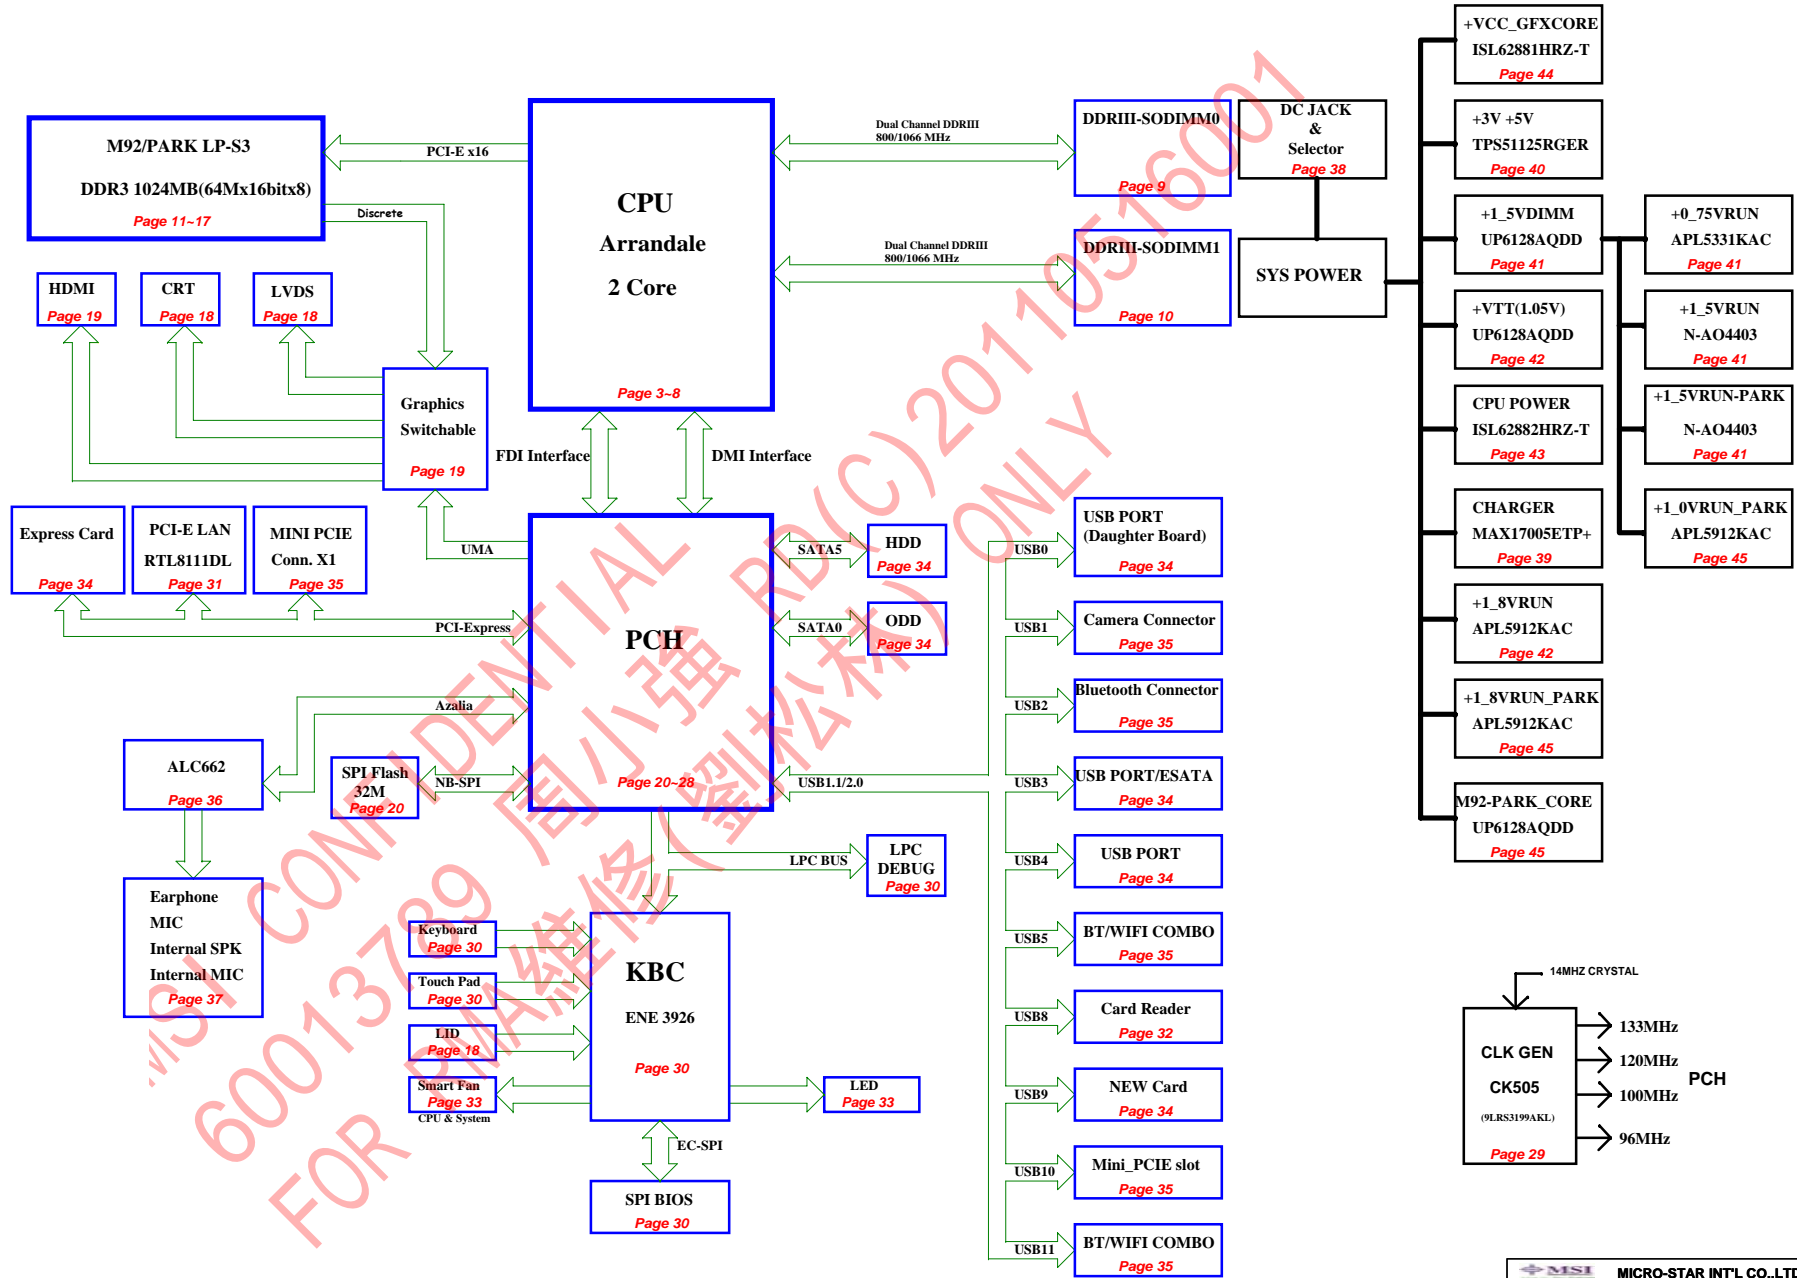 M92/PARK LP-S3
DDR3 1024MB(64Mx16bitx8)
Page 11~17
PCI-E x16
Discrete
CPU
Arrandale
2 Core
Page 3~8
Dual Channel DDRIII
800/1066 MHz
DDRIII-SODIMM0
Page 9
Dual Channel DDRIII
800/1066 MHz
DDRIII-SODIMM1
Page 10
HDMI
Page 19
CRT
Page 18
LVDS
Page 18
Graphics
Switchable
Page 19
FDI Interface
DMI Interface
UMA
Express Card
Page 34
PCI-E LAN
RTL8111DL
Page 31
MINI PCIE
Conn. X1
Page 35
PCI-Express
PCH
Page 20~28
SATA5
HDD
Page 34
SATA0
ODD
Page 34
Azalia
ALC662
Page 36
SPI Flash
32M
Page 20
NB-SPI
USB1.1/2.0
Earphone
MIC
Internal SPK
Internal MIC
Page 37
LPC BUS
LPC
DEBUG
Page 30
Keyboard
Page 30
Touch Pad
Page 30
LID
Page 18
Smart Fan
Page 33
CPU & System
KBC
ENE 3926
Page 30
LED
Page 33
EC-SPI
SPI BIOS
Page 30
USB0
USB PORT
(Daughter Board)
Page 34
USB1
Camera Connector
Page 35
USB2
Bluetooth Connector
Page 35
USB3
USB PORT/ESATA
Page 34
USB4
USB PORT
Page 34
USB5
BT/WIFI COMBO
Page 35
USB8
Card Reader
Page 32
USB9
NEW Card
Page 34
USB10
Mini_PCIE slot
Page 35
USB11
BT/WIFI COMBO
Page 35
DC JACK
&
Selector
Page 38
SYS POWER
+VCC_GFXCORE
ISL62881HRZ-T
Page 44
+3V +5V
TPS51125RGER
Page 40
+1_5VDIMM
UP6128AQDD
Page 41
+VTT(1.05V)
UP6128AQDD
Page 42
CPU POWER
ISL62882HRZ-T
Page 43
CHARGER
MAX17005ETP+
Page 39
+1_8VRUN
APL5912KAC
Page 42
+1_8VRUN_PARK
APL5912KAC
Page 45
M92-PARK_CORE
UP6128AQDD
Page 45
+0_75VRUN
APL5331KAC
Page 41
+1_5VRUN
N-AO4403
Page 41
+1_5VRUN-PARK
N-AO4403
Page 41
+1_0VRUN_PARK
APL5912KAC
Page 45
14MHZ CRYSTAL
CLK GEN
CK505
(9LRS3199AKL)
Page 29
133MHz
120MHz
100MHz
96MHz
PCH
MSI CONFIDENTIAL
60013789 周小強 RD(C)20110516001
FOR RMA維修(劉松林) ONLY
MSI
MICRO-STAR INT'L CO.,LTD